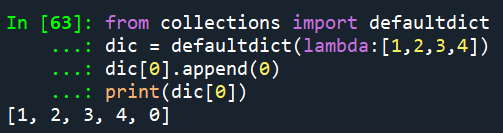 In [63]: from collections import defaultdict
    ...: dic = defaultdict(lambda:[1,2,3,4])
    ...: dic[0].append(0)
    ...: print(dic[0])
[1, 2, 3, 4, 0]